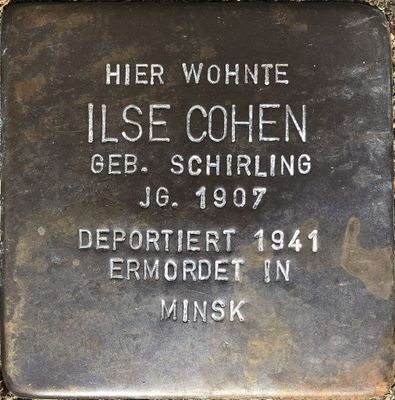 HIER WOHNTE
ILSE COHEN
GEB. SCHIRLING
JG. 1907
DEPORTIERT 1941
ERMORDET IN
MINSK